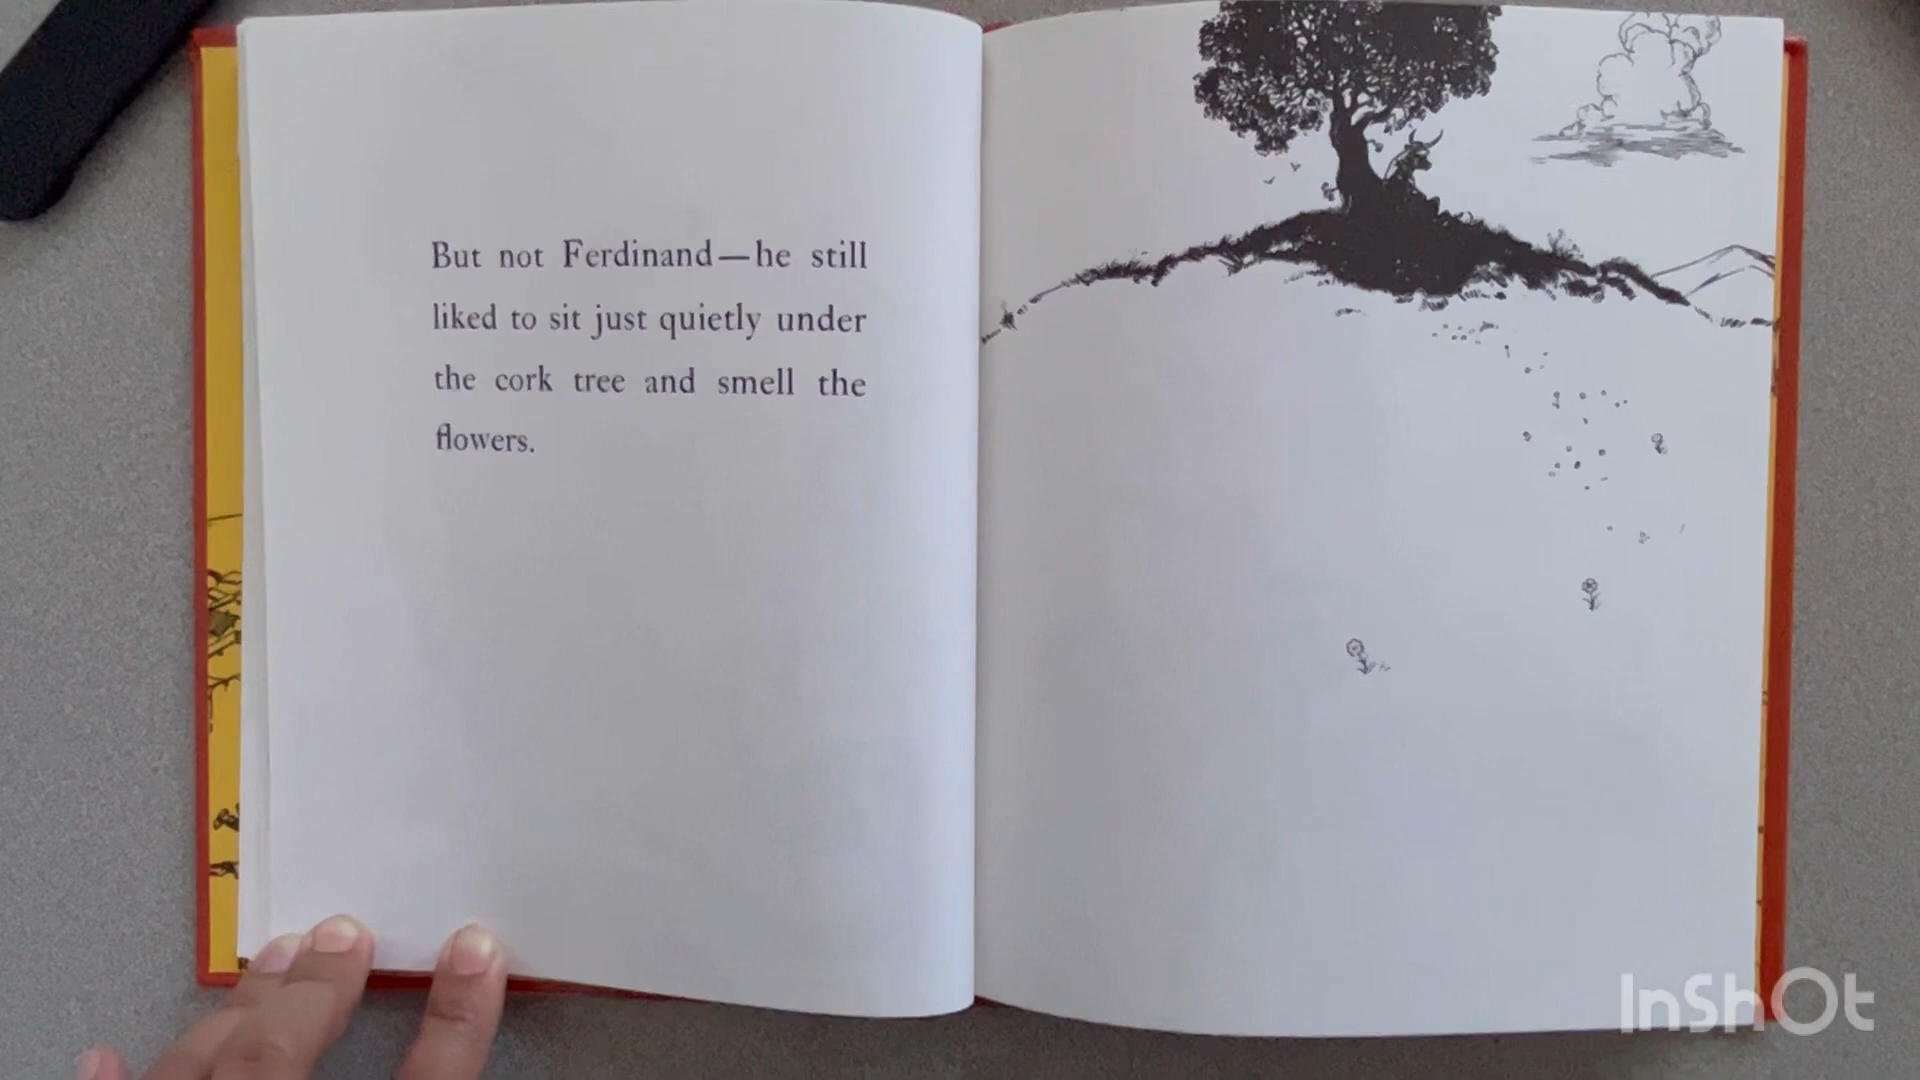 But not Ferdinand—he still
liked to sit just quietly under
the cork tree and smell the
flowers.
InShOt